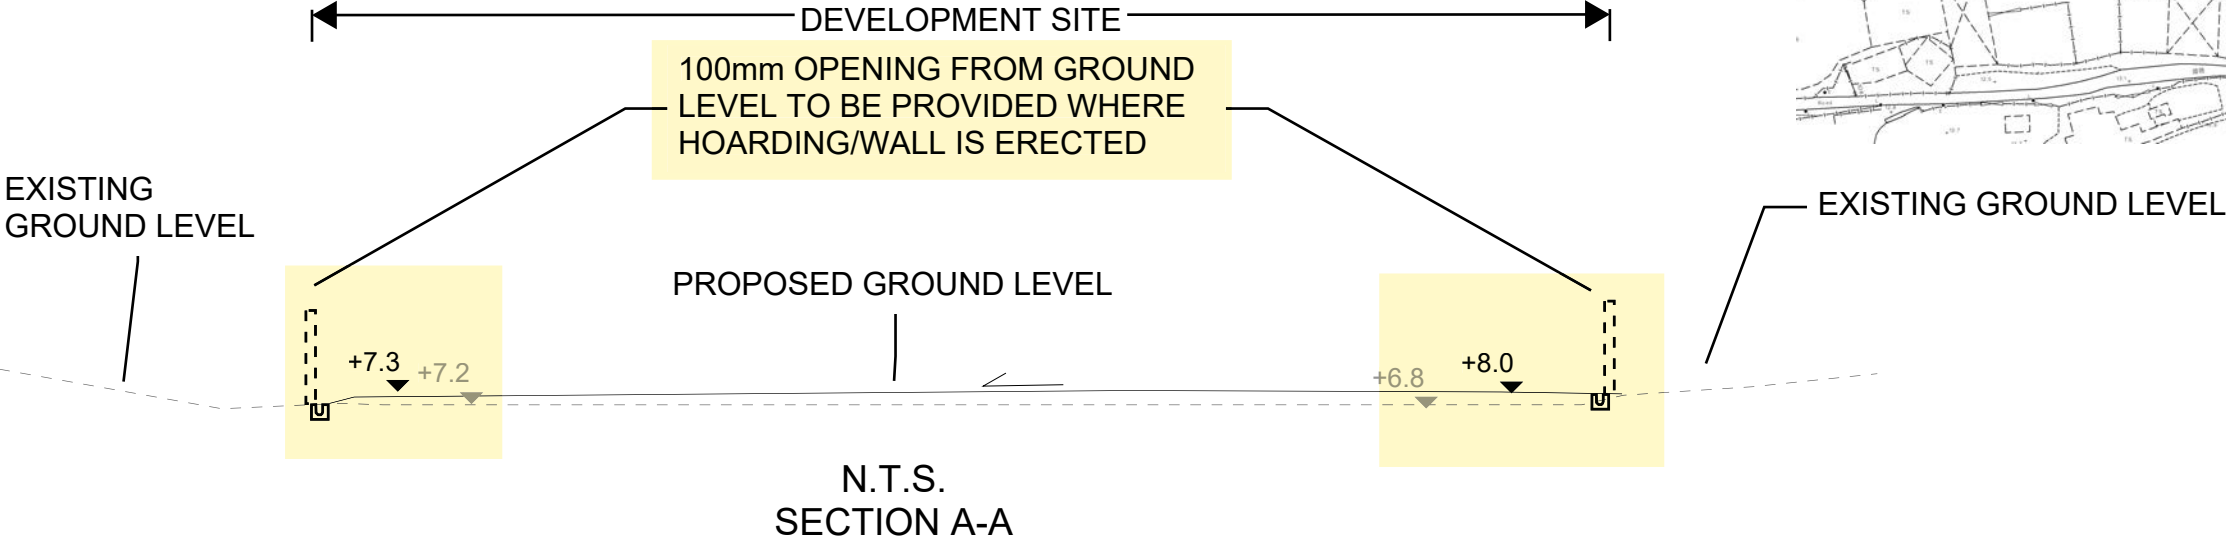 DEVELOPMENT SITE
100mm OPENING FROM GROUND
LEVEL TO BE PROVIDED WHERE
HOARDING/WALL IS ERECTED
EXISTING
GROUND LEVEL
EXISTING GROUND LEVEL
PROPOSED GROUND LEVEL
+7.3
+7.2
+6.8
+8.0
N.T.S.
SECTION A-A